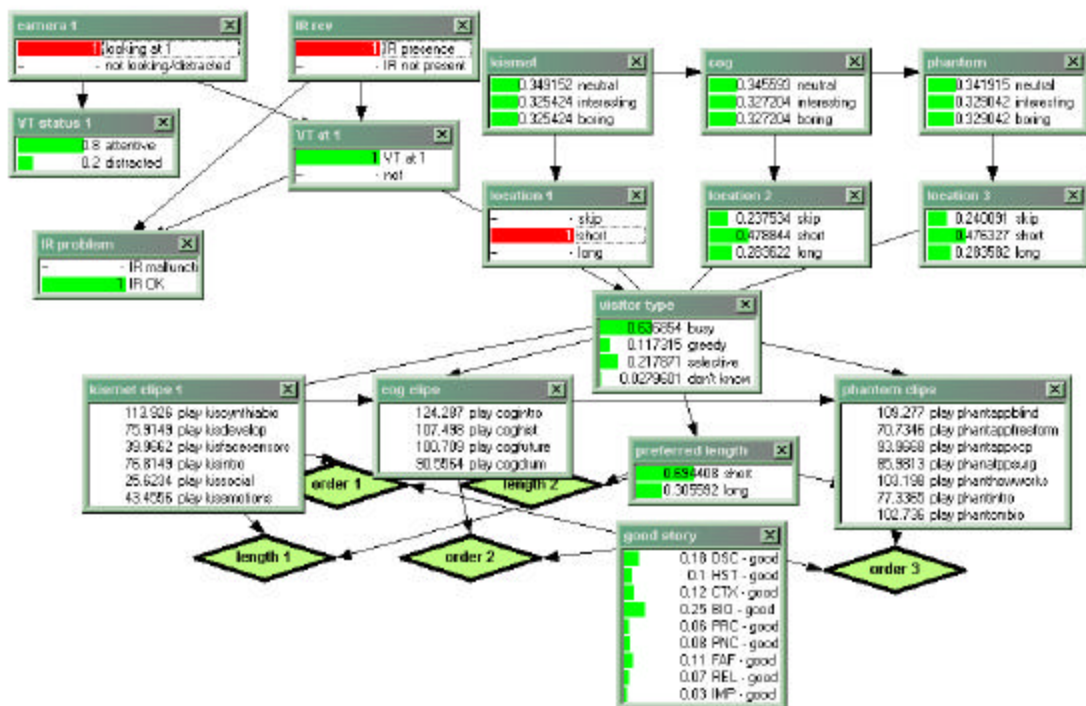 camera 1
1 looking at 1
- - not looking/distracted
IR rcv
1 IR presence
- - IR not present
kismet
0.349152 neutral
0.325424 interesting
0.325424 boring
cog
0.345593 neutral
0.327204 interesting
0.327204 boring
phantom
0.341915 neutral
0.329042 interesting
0.329042 boring
VT status 1
0.8 attentive
0.2 distracted
VT at 1
1 VT at 1
- - not
location 1
- - skip
1 short
- - long
location 2
0.237534 skip
0.478844 short
0.283622 long
location 3
0.240091 skip
0.476327 short
0.283582 long
IR problem
- - IR malfuncti
1 IR OK
visitor type
0.636854 busy
0.117315 greedy
0.217871 selective
0.0279601 don't know
kismet clips 1
113.926 play kisynthiabio
75.9149 play kisdevelop
39.9662 play kisfacesensors
76.8149 play kisintro
25.6234 play kissocial
43.4556 play kisemotions
cog clips
124.287 play cogintro
107.498 play coghist
100.709 play cogfuture
90.5564 play cogdrum
phantom clips
109.277 play phantappblind
70.7346 play phantappfreeform
93.9668 play phantappecp
85.9813 play phantappsurg
103.198 play phanthowworks
77.3365 play phantintro
102.736 play phantombio
preferred length
0.694408 short
0.305592 long
order 1
length 2
length 1
order 2
order 3
good story
0.18 DSC - good
0.1 HST - good
0.12 CTX - good
0.25 BIO - good
0.06 PRC - good
0.08 PNC - good
0.11 FAF - good
0.07 REL - good
0.03 IMP - good